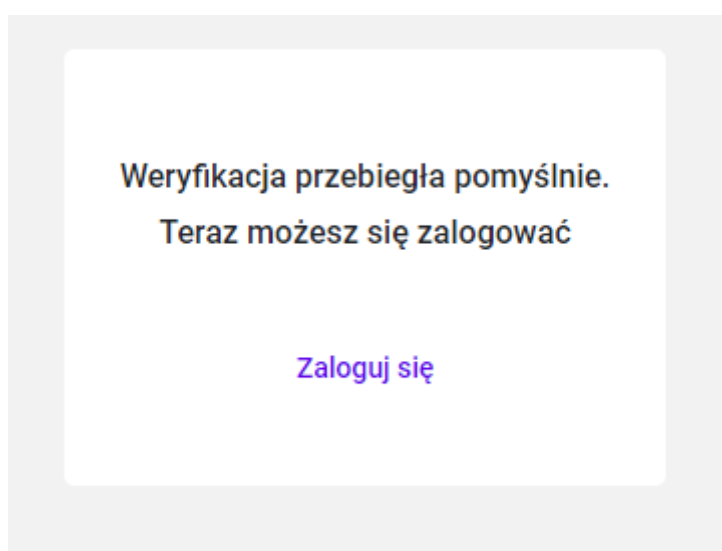 Weryfikacja przebiegła pomyślnie.
Teraz możesz się zalogować
Zaloguj się